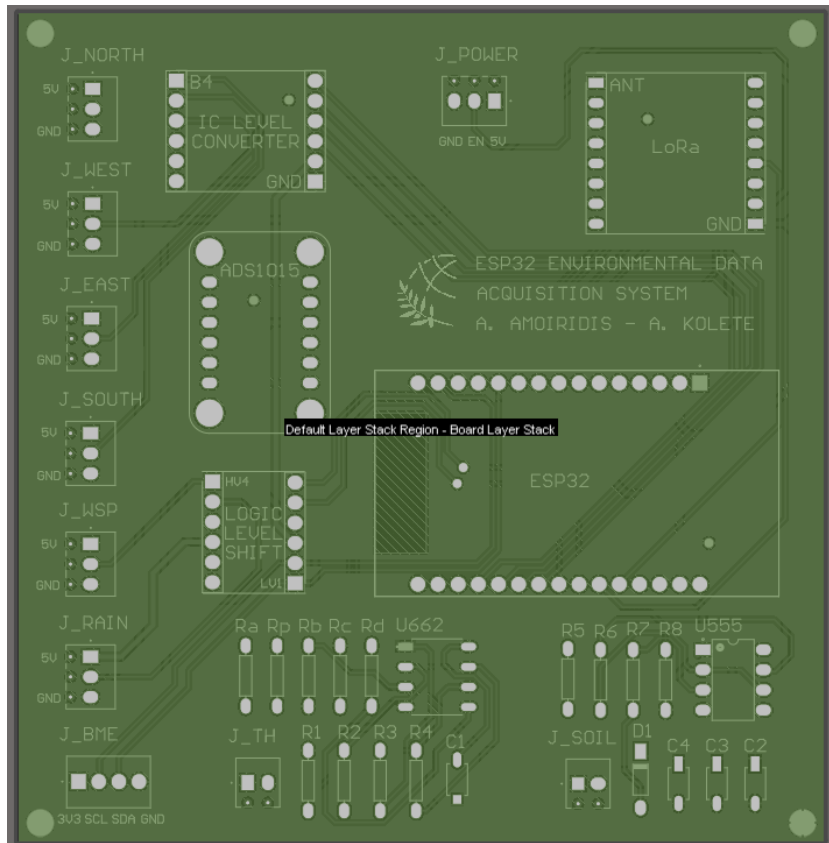 J_NORTH
5V
GND
B4
IC LEVEL
CONVERTER
GND
J_POWER
GND EN 5V
ANT
LoRa
GND
J_WEST
5V
GND
ADS1015
ESP32 ENVIRONMENTAL DATA
ACQUISITION SYSTEM
A. AMOIRIDIS - A. KOLETE
J_EAST
5V
GND
J_SOUTH
5V
GND
Default Layer Stack Region - Board Layer Stack
ESP32
HV4
LOGIC
LEVEL
SHIFT
LV1
J_WSP
5V
GND
J_RAIN
5V
GND
Ra Rp Rb Rc Rd U662
R5 R6 R7 R8 U555
J_BME
3V3 SCL SDA GND
J_TH
R1 R2 R3 R4 C1
J_SOIL
D1
C4 C3 C2